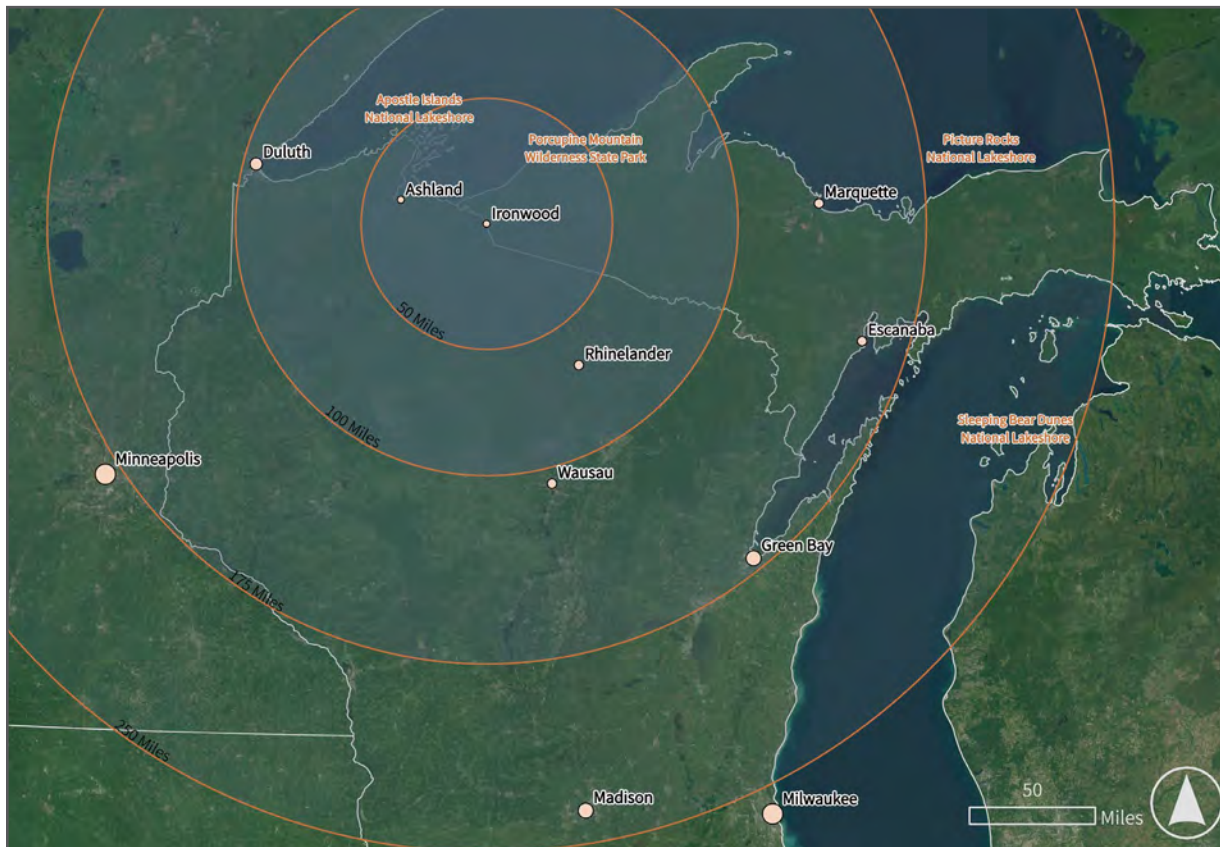 Apostle Islands
National Lakeshore
Porcupine Mountain
Wilderness State Park
Picture Rocks
National Lakeshore
Duluth
Ashland
Ironwood
Marquette
50 Miles
Escanaba
Rhinelander
100 Miles
Sleeping Bear Dunes
National Lakeshore
Minneapolis
Wausau
Green Bay
175 Miles
250 Miles
Madison
Milwaukee
50
Miles